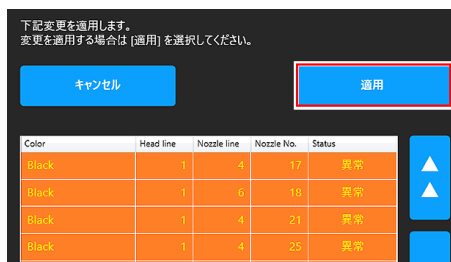 下記変更を適用します。
変更を適用する場合は [適用] を選択してください。
キャンセル 適用
Color Head line Nozzle line Nozzle No. Status
Black 1 4 17 異常
Black 1 6 18 異常
Black 1 4 21 異常
Black 1 4 25 異常